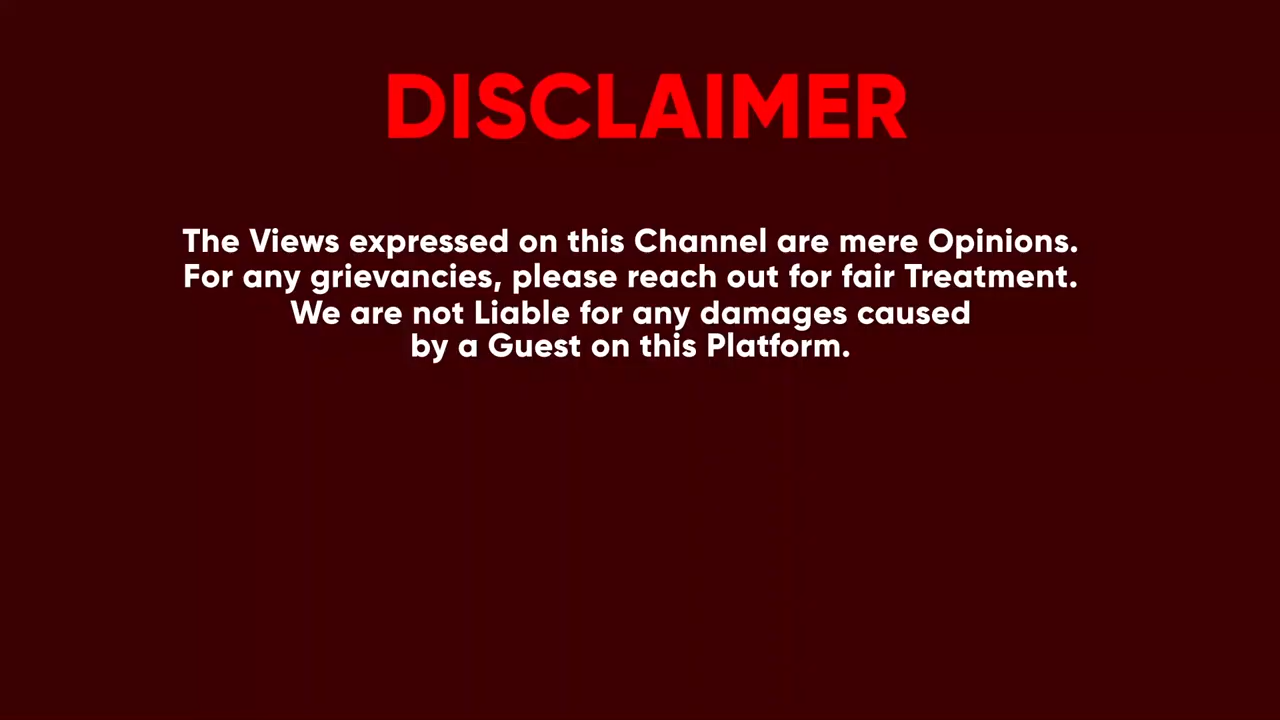 DISCLAIMER
The Views expressed on this Channel are mere Opinions.
For any grievancies, please reach out for fair Treatment.
We are not Liable for any damages caused
by a Guest on this Platform.